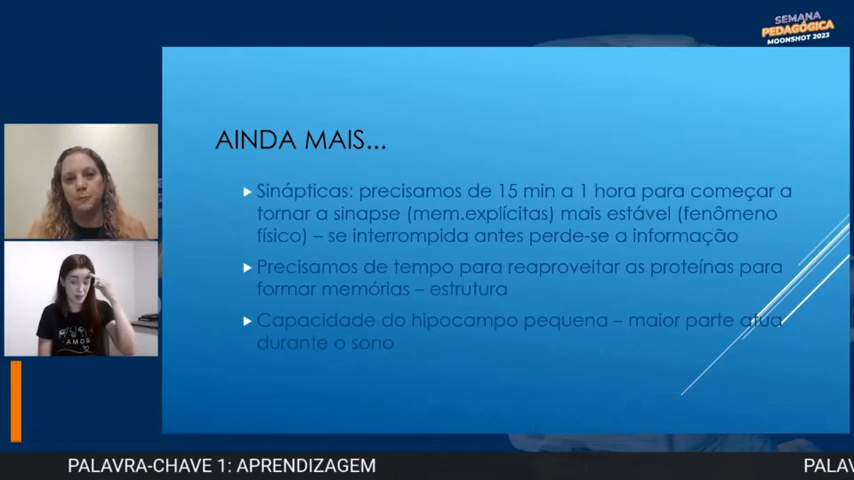 SEMANA
PEDAGÓGICA
MOONSHOT 2023
AINDA MAIS...
Sinápticas: precisamos de 15 min a 1 hora para começar a
tornar a sinapse (mem.explícitas) mais estável (fenômeno
físico) – se interrompida antes perde-se a informação
Precisamos de tempo para reaproveitar as proteínas para
formar memórias – estrutura
Capacidade do hipocampo pequena – maior parte atua
durante o sono
AMOS
PALAVRA-CHAVE 1: APRENDIZAGEM
PALAV